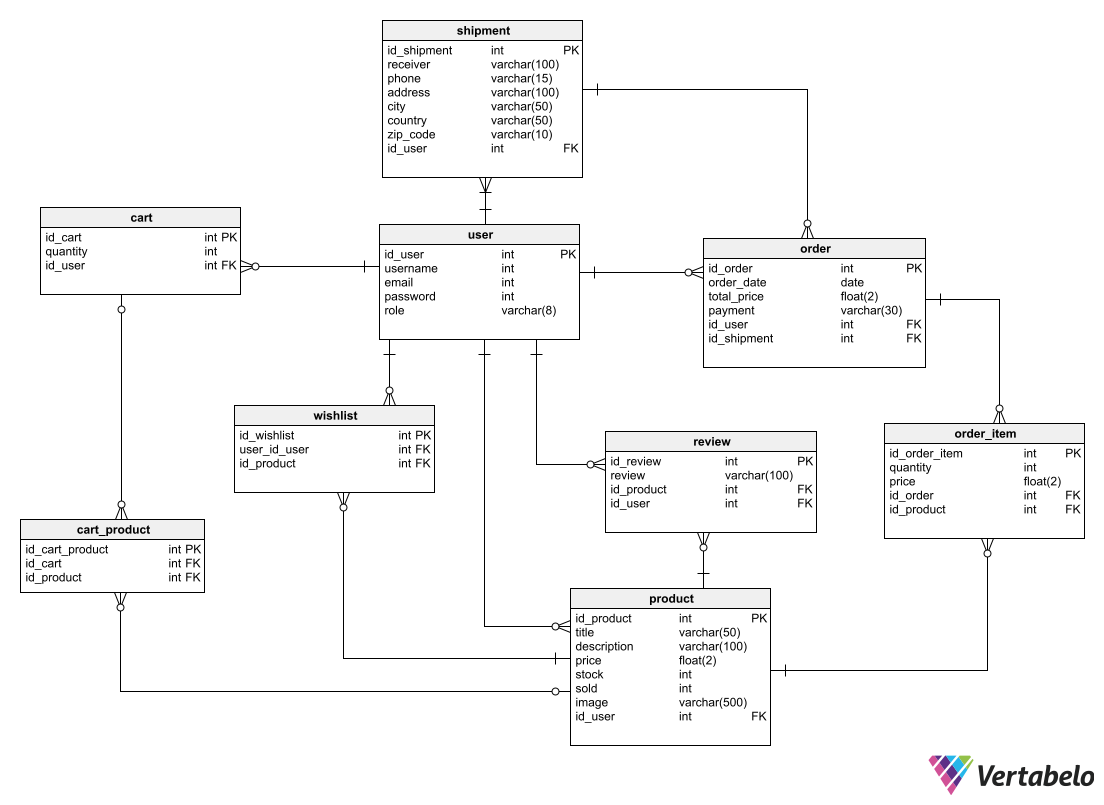 shipment
id_shipment int PK
receiver varchar(100)
phone varchar(15)
address varchar(100)
city varchar(50)
country varchar(50)
zip_code varchar(10)
id_user int FK
cart
id_cart int PK
quantity int
id_user int FK
user
id_user int PK
username int
email int
password int
role varchar(8)
order
id_order int PK
order_date date
total_price float(2)
payment varchar(30)
id_user int FK
id_shipment int FK
wishlist
id_wishlist int PK
user_id_user int FK
id_product int FK
review
id_review int PK
review varchar(100)
id_product int FK
id_user int FK
order_item
id_order_item int PK
quantity int
price float(2)
id_order int FK
id_product int FK
cart_product
id_cart_product int PK
id_cart int FK
id_product int FK
product
id_product int PK
title varchar(50)
description varchar(100)
price float(2)
stock int
sold int
image varchar(500)
id_user int FK
Vertabelo